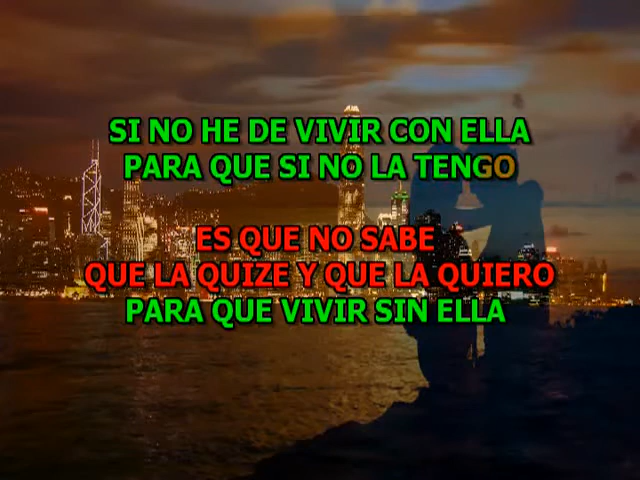 SI NO HE DE VIVIR CON ELLA
PARA QUE SI NO LA TENGO
ES QUE NO SABE
QUE LA QUIZE Y QUE LA QUIERO
PARA QUE VIVIR SIN ELLA